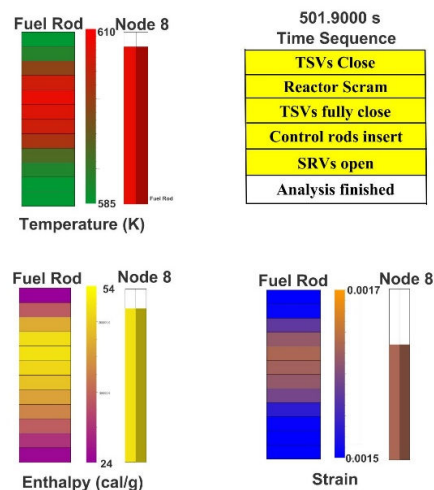 Fuel Rod
Node 8
610
585
Fuel Rod
Temperature (K)
501.9000 s
Time Sequence
TSVs Close
Reactor Scram
TSVs fully close
Control rods insert
SRVs open
Analysis finished
Fuel Rod
Node 8
54
24
Enthalpy (cal/g)
Fuel Rod
Node 8
0.0017
0.0015
Strain